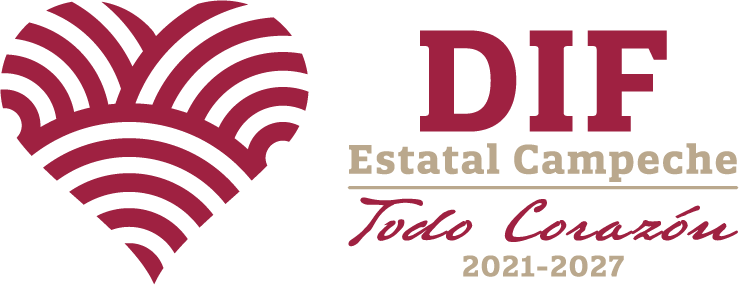 DIF
Estatal Campeche
Todo Corazón
2021-2027